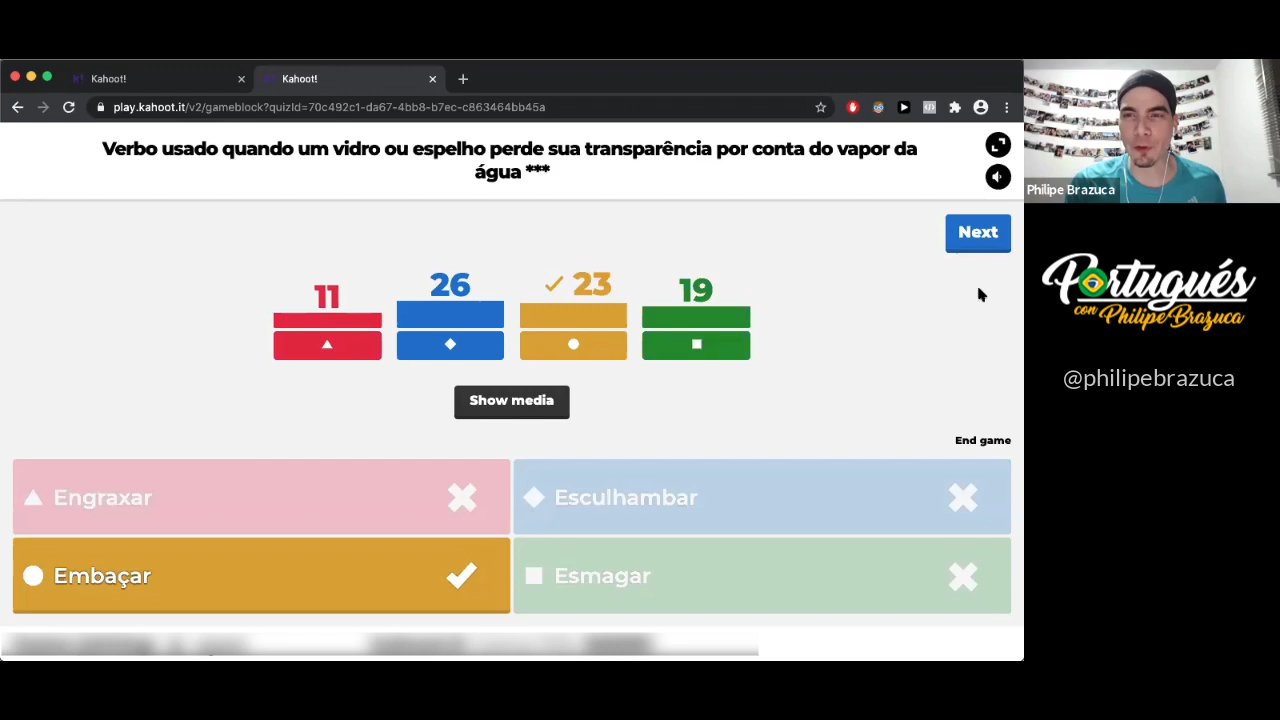 Kahoot!
Kahoot!
play.kahoot.it/v2/gameblock?quizId=70c492c1-da67-4bb8-b7ec-c863464bb45a
Verbo usado quando um vidro ou espelho perde sua transparência por conta do vapor da
água ***
Philipe Brazuca
Next
11
26
23
19
Show media
End game
Engraxar
Esculhambar
Embaçar
Esmagar
Portugués
con Philipe Brazuca
@philipebrazuca